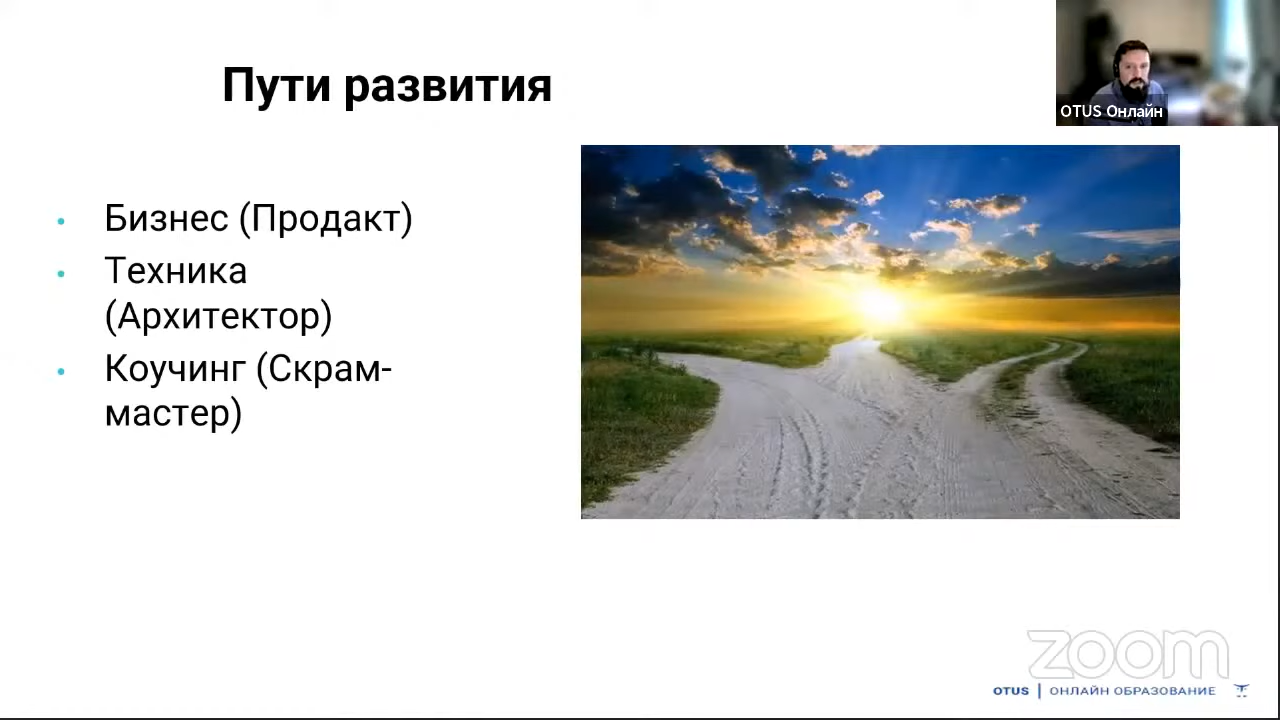 Пути развития
OTUS Онлайн
Бизнес (Продакт)
Техника
(Архитектор)
Коучинг (Скрам-
мастер)
zoom
OTUS | ОНЛАЙН ОБРАЗОВАНИЕ